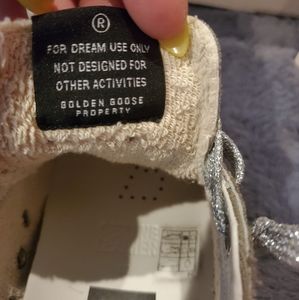 ®
FOR DREAM USE ONLY
NOT DESIGNED FOR
OTHER ACTIVITIES
GOLDEN GOOSE
PROPERTY